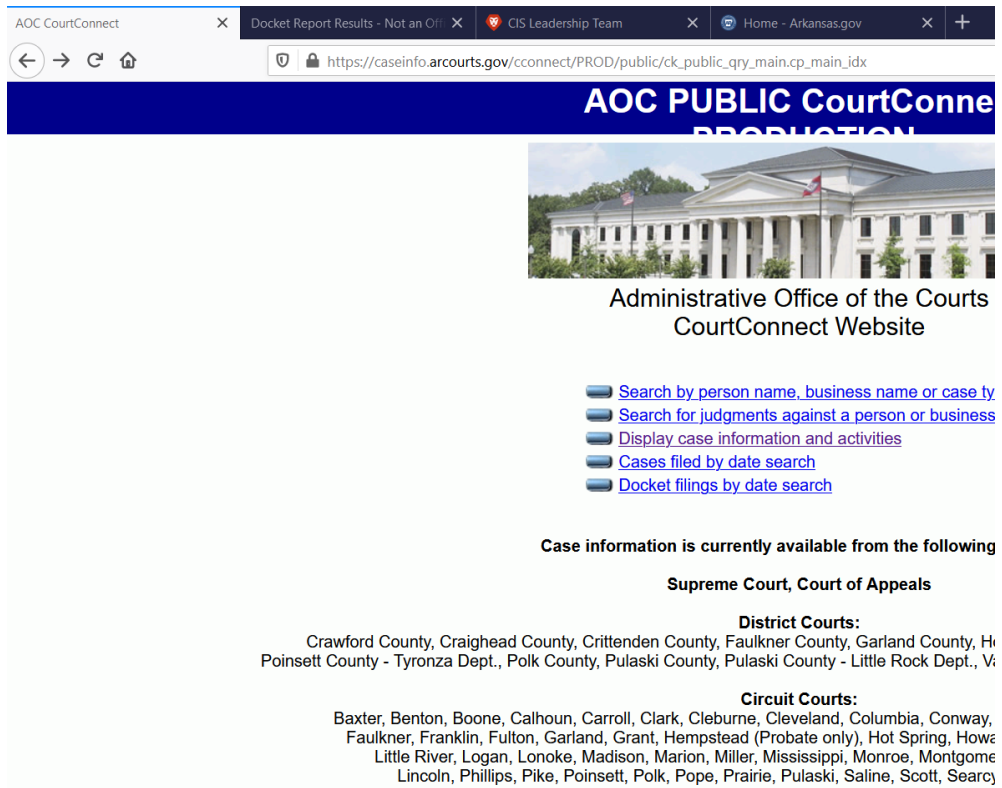 AOC CourtConnect
Docket Report Results - Not an Off
CIS Leadership Team
Home - Arkansas.gov
https://caseinfo.arcourts.gov/cconnect/PROD/public/ck_public_qry_main.cp_main_idx
AOC PUBLIC CourtConne
PRODUCTION
Administrative Office of the Courts
CourtConnect Website
Search by person name, business name or case ty
Search for judgments against a person or business
Display case information and activities
Cases filed by date search
Docket filings by date search
Case information is currently available from the following
Supreme Court, Court of Appeals
District Courts:
Crawford County, Craighead County, Crittenden County, Faulkner County, Garland County, Ho
Poinsett County - Tyronza Dept., Polk County, Pulaski County, Pulaski County - Little Rock Dept., Va
Circuit Courts:
Baxter, Benton, Boone, Calhoun, Carroll, Clark, Cleburne, Cleveland, Columbia, Conway,
Faulkner, Franklin, Fulton, Garland, Grant, Hempstead (Probate only), Hot Spring, Howa
Little River, Logan, Lonoke, Madison, Marion, Miller, Mississippi, Monroe, Montgome
Lincoln, Phillips, Pike, Poinsett, Polk, Pope, Prairie, Pulaski, Saline, Scott, Searcy